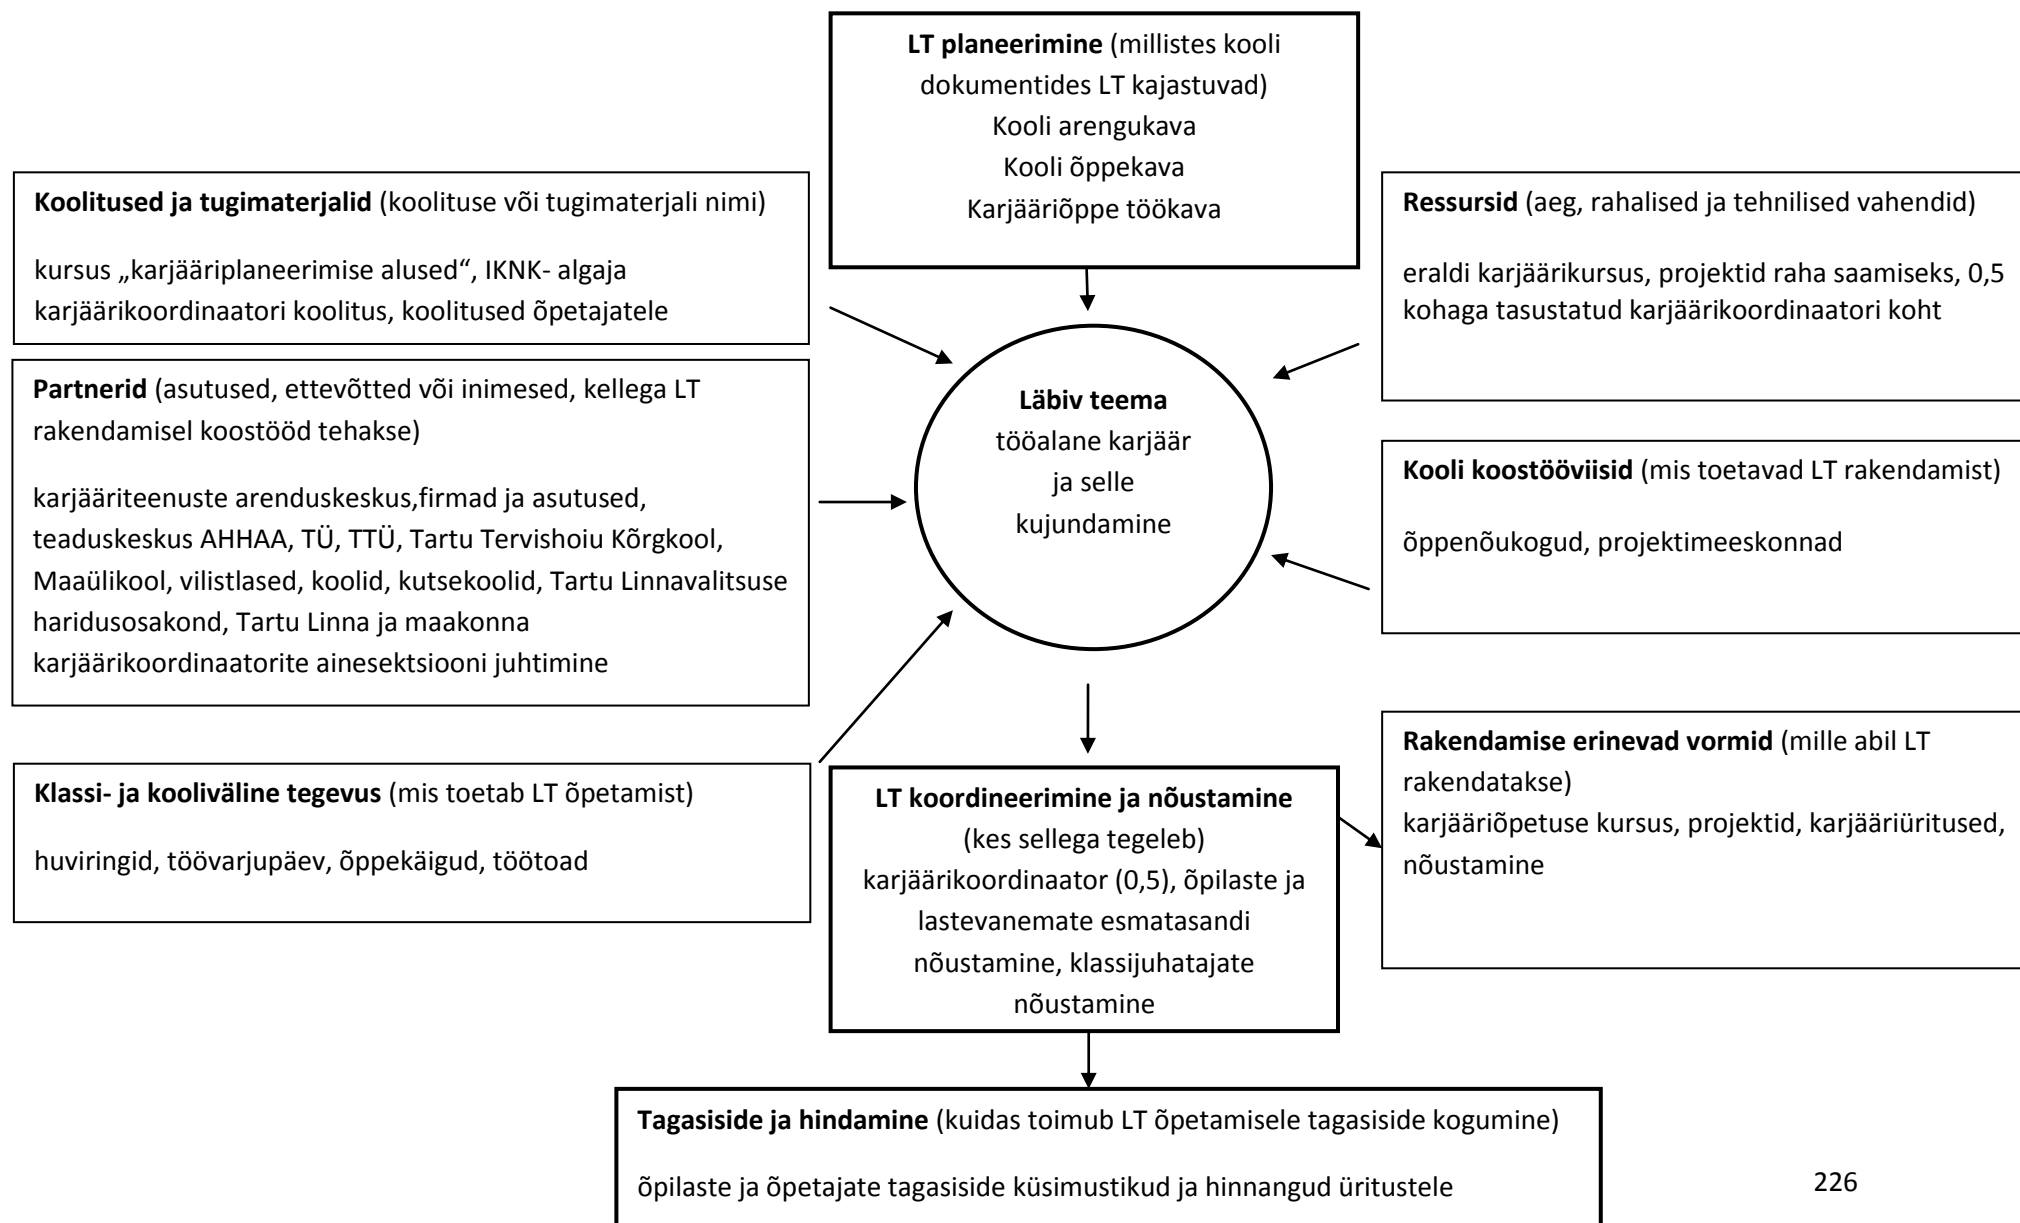 LT planeerimine (millistes kooli
dokumentides LT kajastuvad)
Kooli arengukava
Kooli õppekava
Karjääriõppe töökava
Koolitused ja tugimaterjalid (koolituse või tugimaterjali nimi)
kursus „karjääriplaneerimise alused“, IKNK- algaja
karjäärikoordinaatori koolitus, koolitused õpetajatele
Ressursid (aeg, rahalised ja tehnilised vahendid)
eraldi karjäärikursus, projektid raha saamiseks, 0,5
kohaga tasustatud karjäärikoordinaatori koht
Partnerid (asutused, ettevõtted või inimesed, kellega LT
rakendamisel koostööd tehakse)
karjääriteenuste arenduskeskus,firmad ja asutused,
teaduskeskus AHHAA, TÜ, TTÜ, Tartu Tervishoiu Kõrgkool,
Maaülikool, vilistlased, koolid, kutsekoolid, Tartu Linnavalitsuse
haridusosakond, Tartu Linna ja maakonna
karjäärikoordinaatorite ainesektsiooni juhtimine
Läbiv teema
tööalane karjäär
ja selle
kujundamine
Kooli koostööviisid (mis toetavad LT rakendamist)
õppenõukogud, projektimeeskonnad
Klassi- ja kooliväline tegevus (mis toetab LT õpetamist)
huviringid, töövarjupäev, õppekäigud, töötoad
LT koordineerimine ja nõustamine
(kes sellega tegeleb)
karjäärikoordinaator (0,5), õpilaste ja
lastevanemate esmatasandi
nõustamine, klassijuhatajate
nõustamine
Rakendamise erinevad vormid (mille abil LT
rakendatakse)
karjääriõpetuse kursus, projektid, karjääriüritused,
nõustamine
Tagasiside ja hindamine (kuidas toimub LT õpetamisele tagasiside kogumine)
õpilaste ja õpetajate tagasiside küsimustikud ja hinnangud üritustele
226